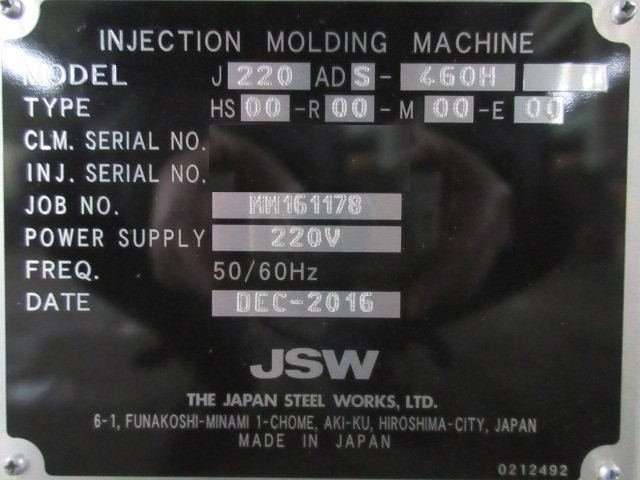 INJECTION MOLDING MACHINE
MODEL J 220 AD S - 460H
TYPE HS 00 -R 00 -M 00 -E 00
CLM. SERIAL NO.
INJ. SERIAL NO.
JOB NO. MM161178
POWER SUPPLY 220V
FREQ. 50/60Hz
DATE DEC-2016
JSW
THE JAPAN STEEL WORKS, LTD.
6-1, FUNAKOSHI-MINAMI 1-CHOME, AKI-KU, HIROSHIMA-CITY, JAPAN
MADE IN JAPAN
0212492